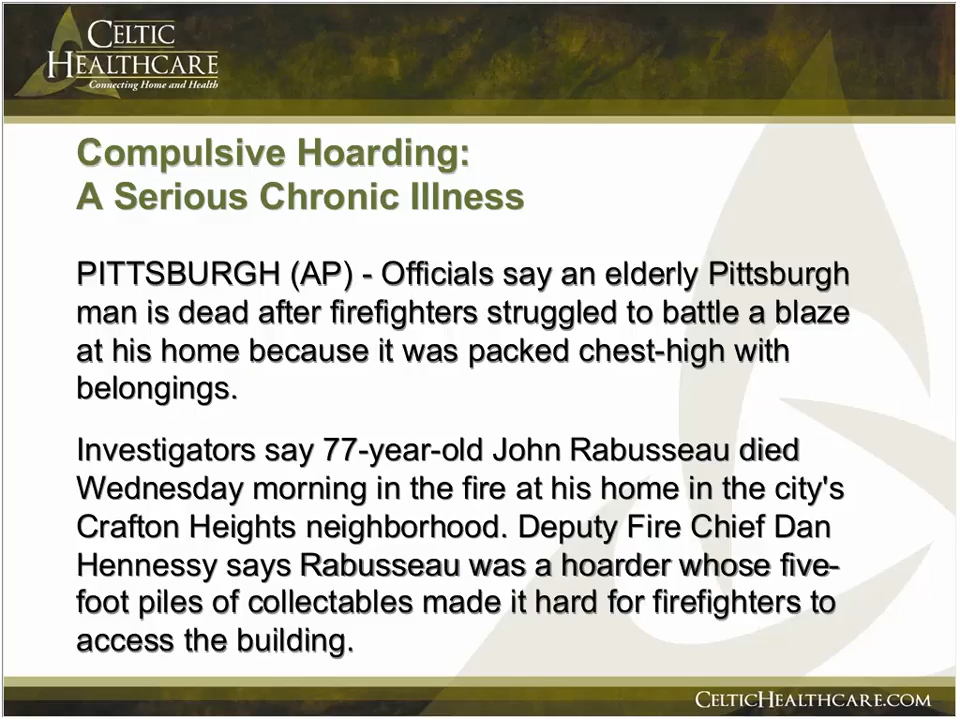 CELTIC
HEALTHCARE
Connecting Home and Health
Compulsive Hoarding:
A Serious Chronic Illness
PITTSBURGH (AP) - Officials say an elderly Pittsburgh
man is dead after firefighters struggled to battle a blaze
at his home because it was packed chest-high with
belongings.
Investigators say 77-year-old John Rabusseau died
Wednesday morning in the fire at his home in the city's
Crafton Heights neighborhood. Deputy Fire Chief Dan
Hennessy says Rabusseau was a hoarder whose five-
foot piles of collectables made it hard for firefighters to
access the building.
CELTICHEALTHCARE.COM